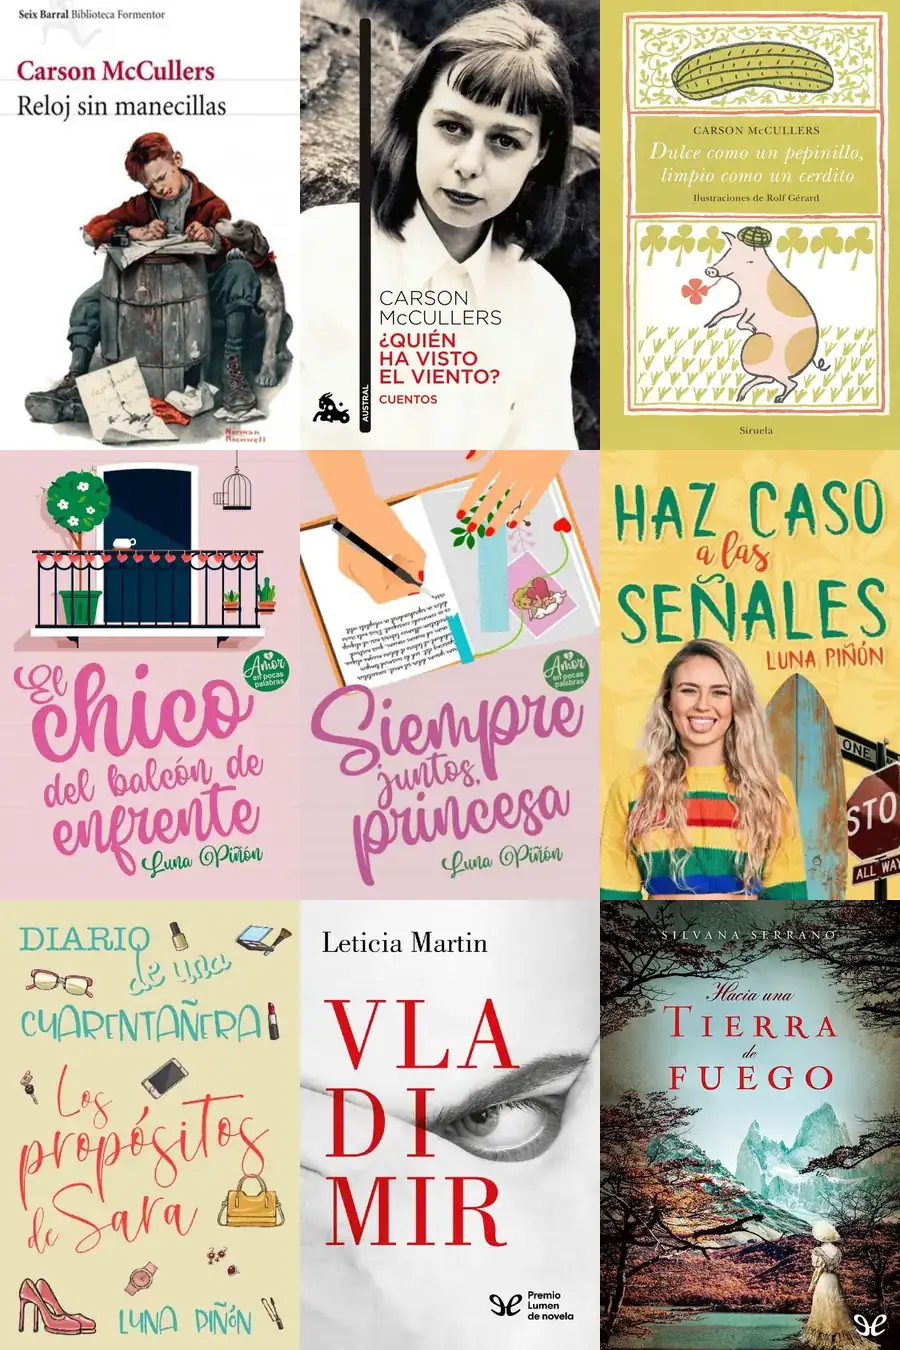 Seix Barral Biblioteca Formentor
Carson McCullers
Reloj sin manecillas
Norman
Rockwell
CARSON
McCULLERS
¿QUIÉN
HA VISTO
EL VIENTO?
CUENTOS
AUSTRAL
CARSON McCULLERS
Dulce como un pepinillo,
limpio como un cerdito
Ilustraciones de Rolf Gérard
Siruela
El
chico
del balcón de
enfrente
Amor
en pocas
palabras
Luna Piñón
Siempre
juntos,
princesa
Amor
en pocas
palabras
Luna Piñón
HAZ CASO
a las
SEÑALES
LUNA PIÑÓN
ONE
STO
ALL WAY
DIARIO
de una
CUARENTAÑERA
Los
propósitos
de Sara
LUNA PIÑÓN
Leticia Martin
VLA
DI
MIR
Premio
Lumen
de novela
SILVANA SERRANO
Hacia una
TIERRA
de
FUEGO